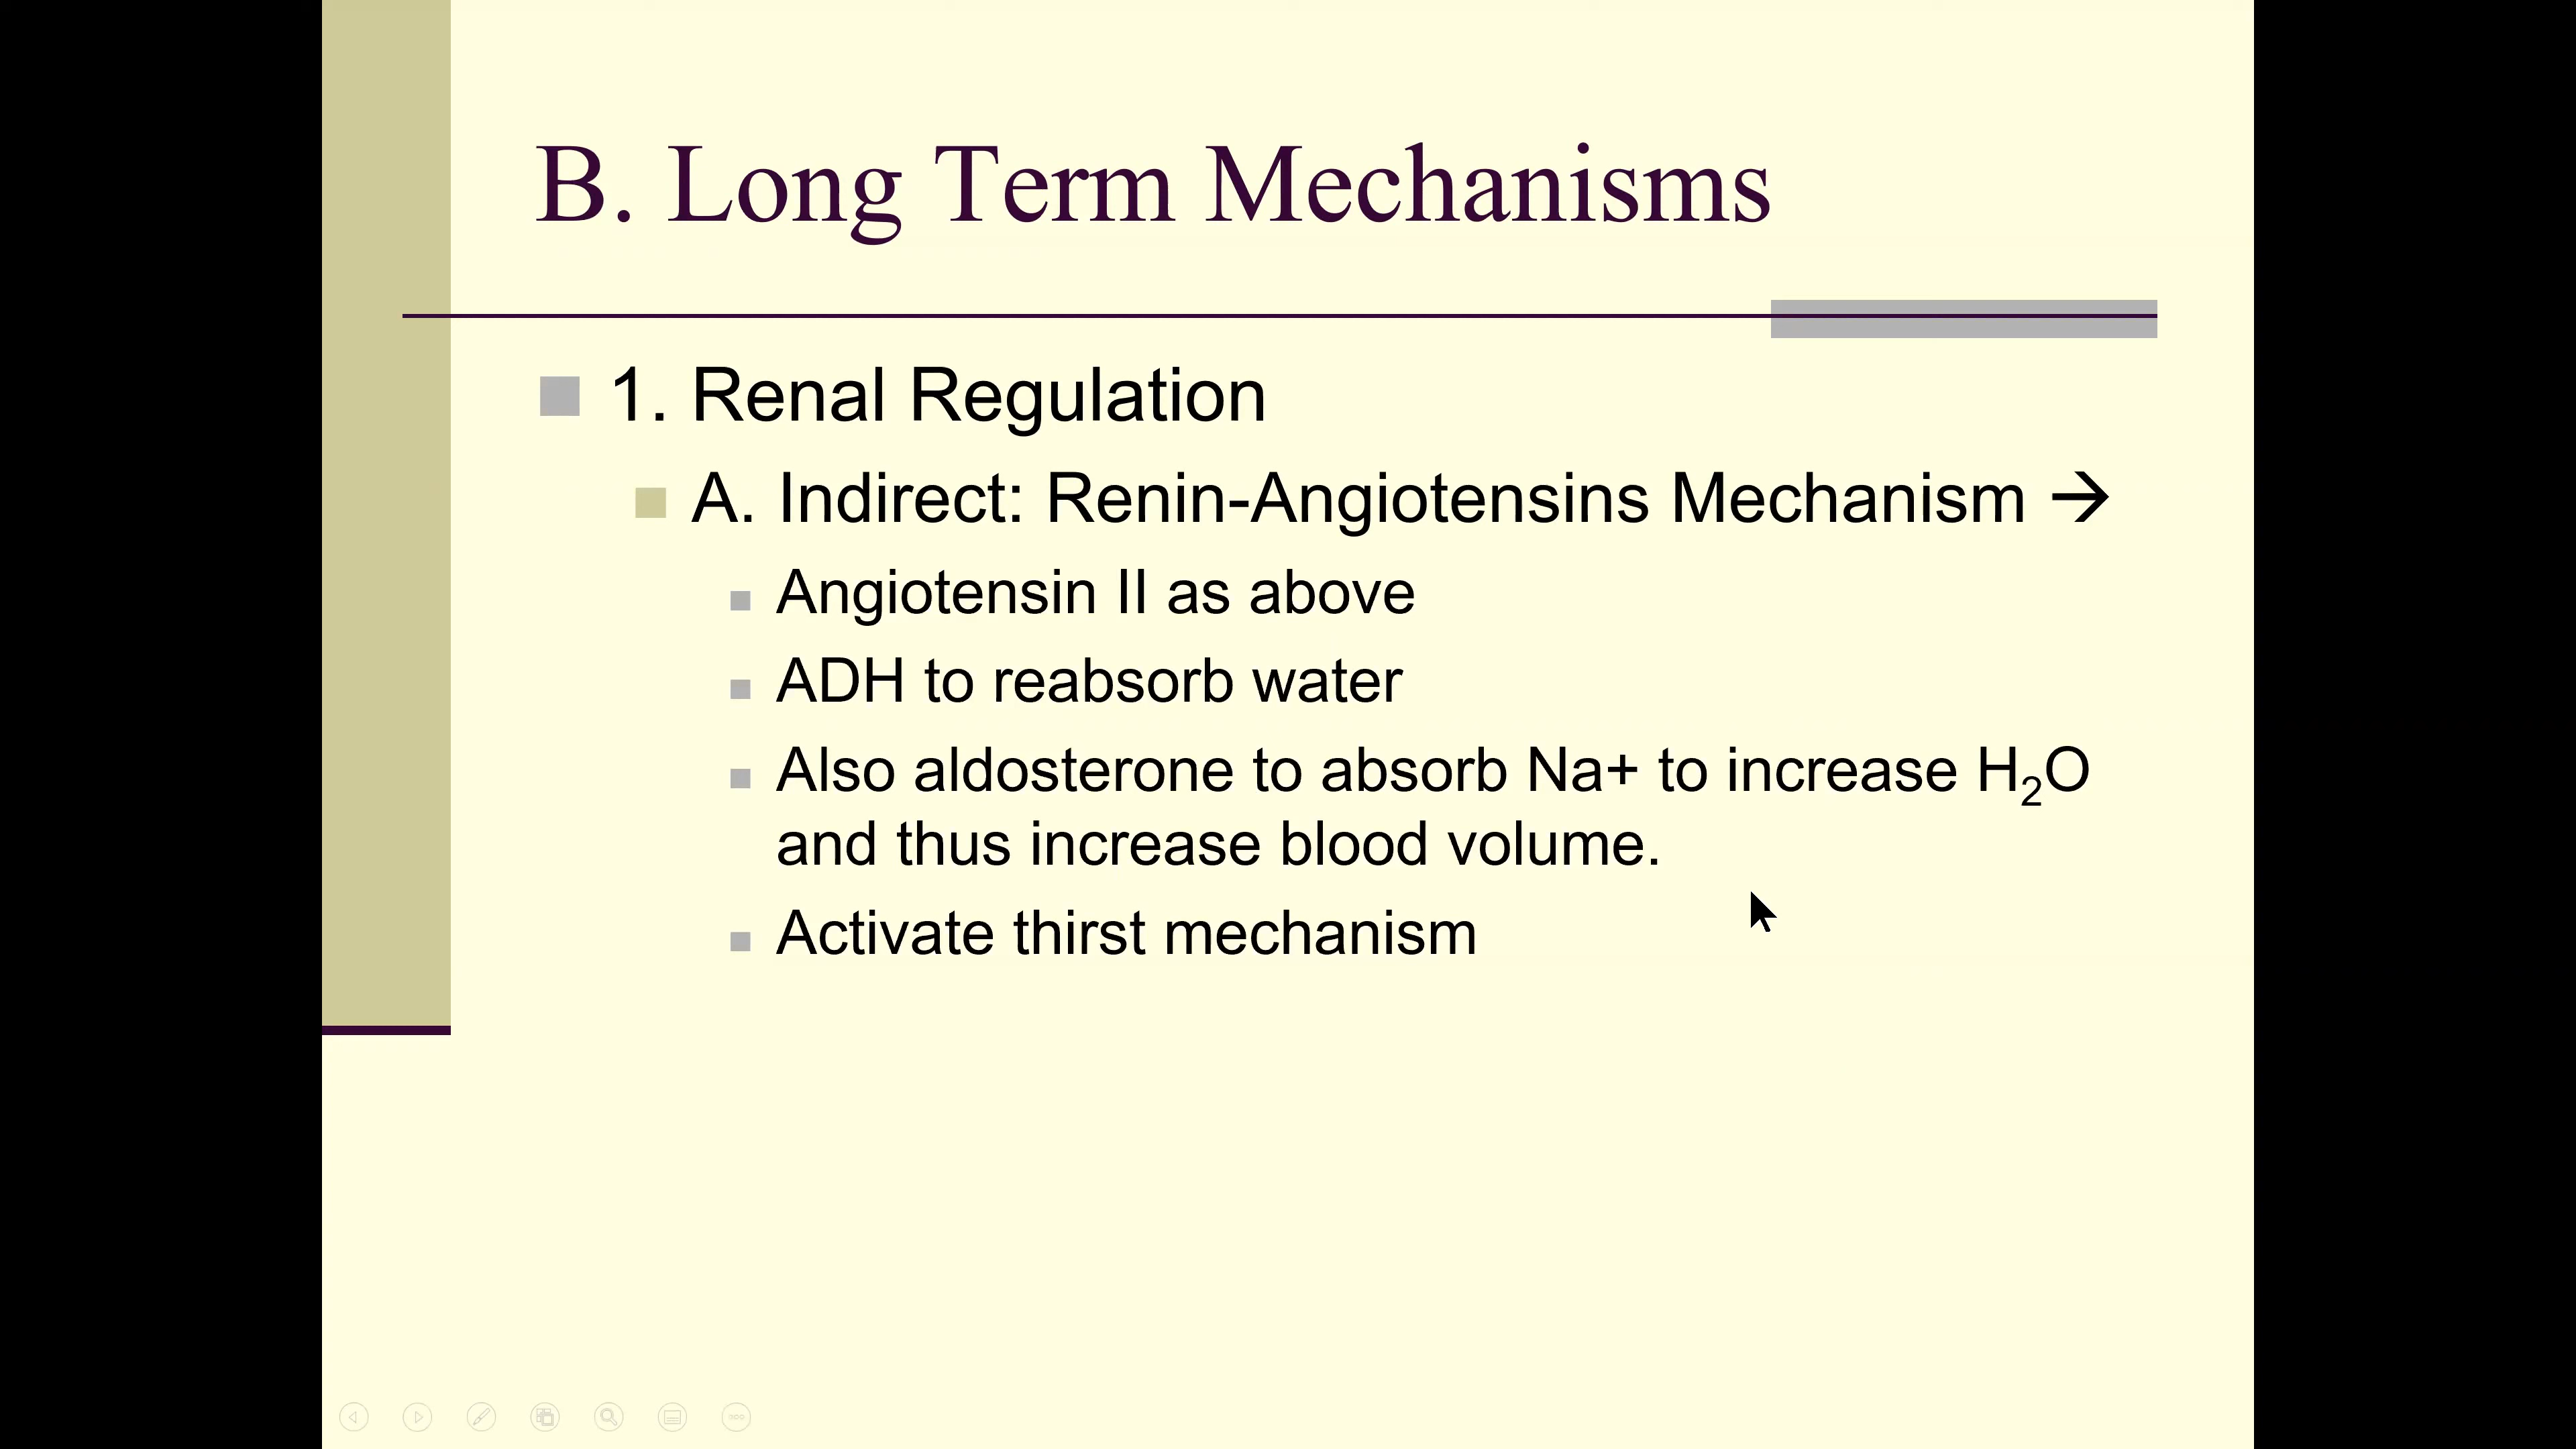 B. Long Term Mechanisms
1. Renal Regulation
A. Indirect: Renin-Angiotensins Mechanism →
Angiotensin II as above
ADH to reabsorb water
Also aldosterone to absorb Na+ to increase H₂O
and thus increase blood volume.
Activate thirst mechanism